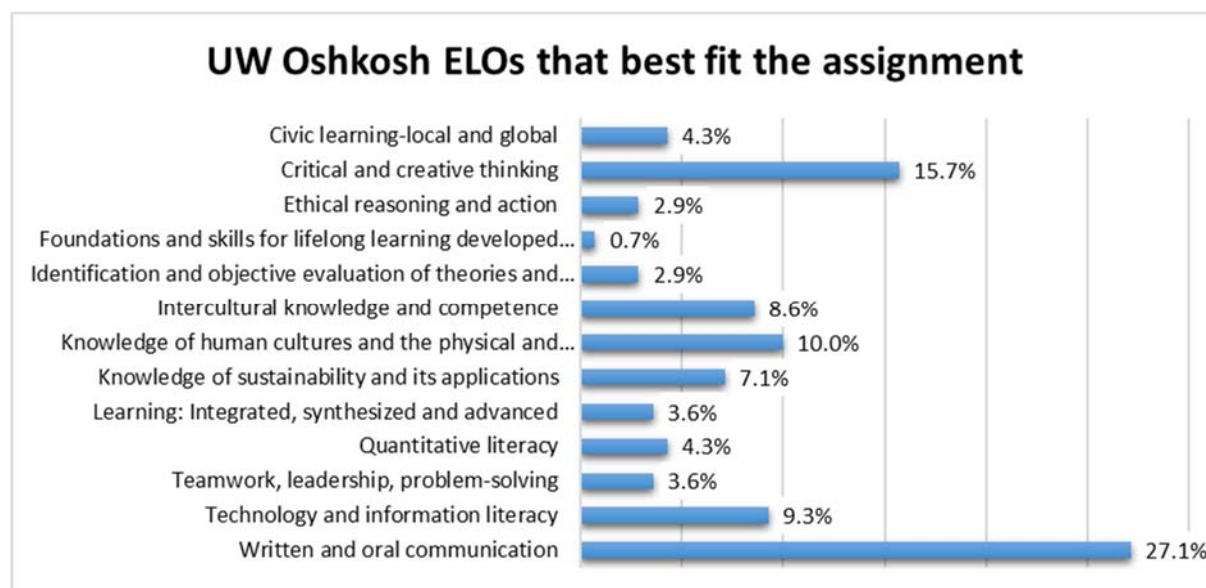 UW Oshkosh ELOs that best fit the assignment
Civic learning-local and global 4.3%
Critical and creative thinking 15.7%
Ethical reasoning and action 2.9%
Foundations and skills for lifelong learning developed... 0.7%
Identification and objective evaluation of theories and... 2.9%
Intercultural knowledge and competence 8.6%
Knowledge of human cultures and the physical and... 10.0%
Knowledge of sustainability and its applications 7.1%
Learning: Integrated, synthesized and advanced 3.6%
Quantitative literacy 4.3%
Teamwork, leadership, problem-solving 3.6%
Technology and information literacy 9.3%
Written and oral communication 27.1%